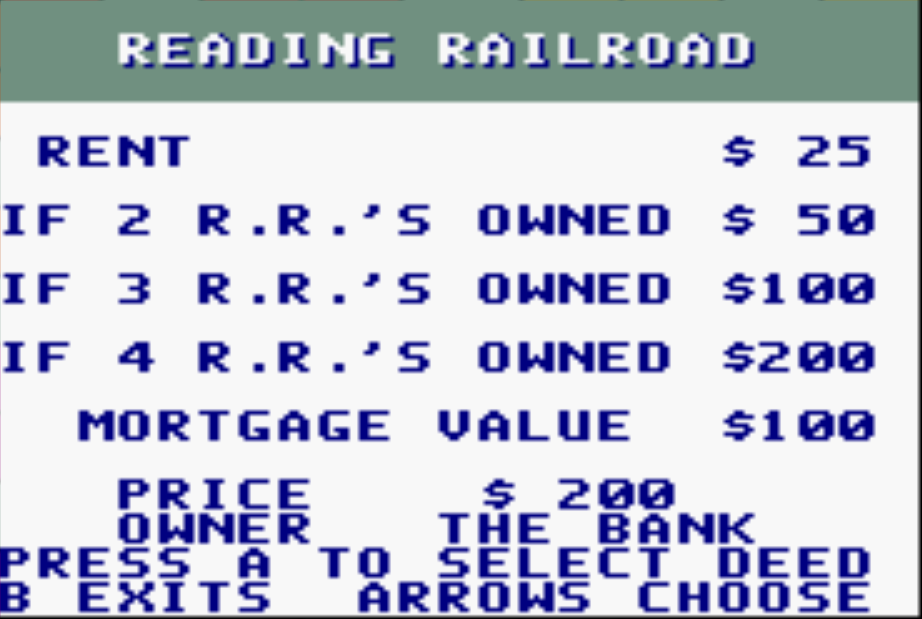 READING RAILROAD
RENT $ 25
IF 2 R.R.'S OWNED $ 50
IF 3 R.R.'S OWNED $100
IF 4 R.R.'S OWNED $200
MORTGAGE VALUE $100
PRICE $ 200
OWNER THE BANK
PRESS A TO SELECT DEED
B EXITS ARROWS CHOOSE